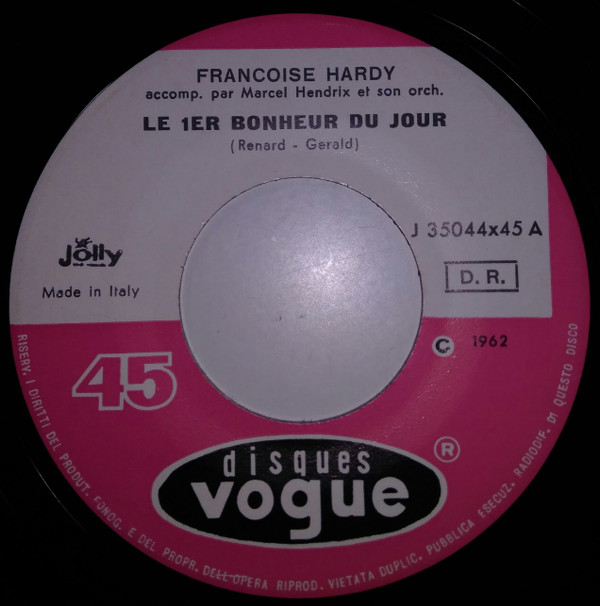 FRANCOISE HARDY
accomp. par Marcel Hendrix et son orch.
LE 1ER BONHEUR DU JOUR
(Renard - Gerald)
J 35044x45 A
Jolly
D. R.
Made in Italy
© 1962
45
disques
vogue ®
RISERV. I DIRITTI DEL PRODUT. FONOG. E DEL PROPR. DELL'OPERA RIPROD. VIETATA DUPLIC. PUBBLICA ESECUZ. RADIODIF. DI QUESTO DISCO